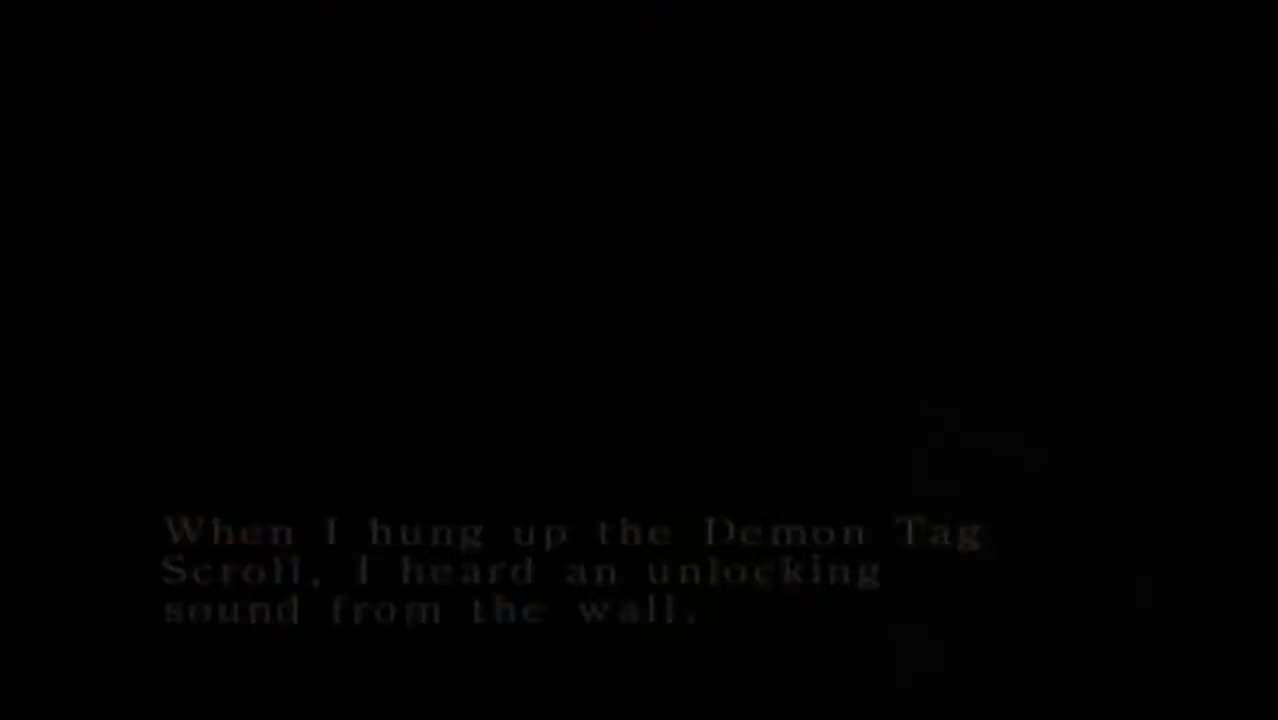 When I hung up the Demon Tag
Scroll, I heard an unlocking
sound from the wall.